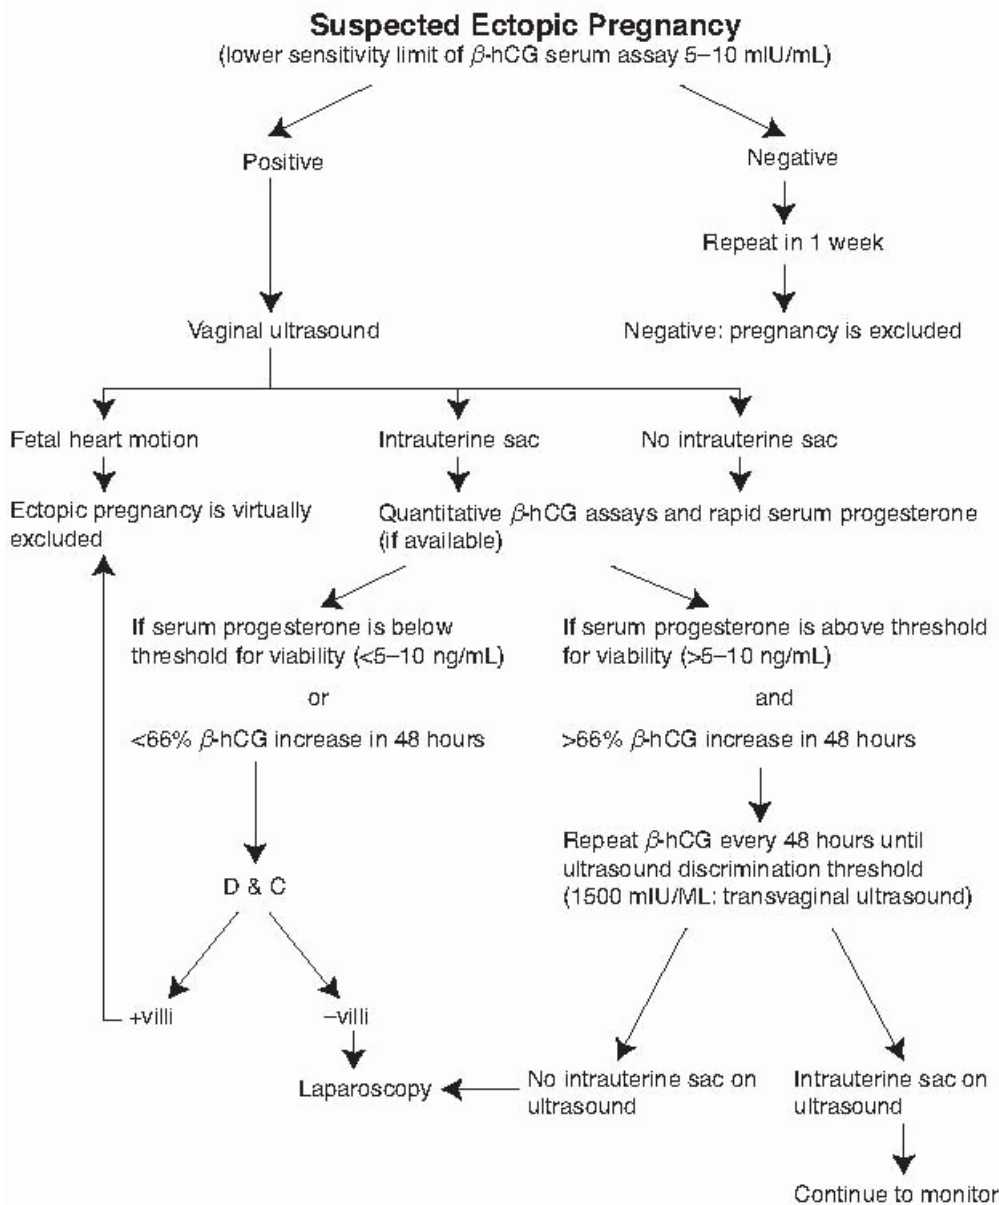 Suspected Ectopic Pregnancy
(lower sensitivity limit of β-hCG serum assay 5–10 mIU/mL)
Positive
Negative
Repeat in 1 week
Vaginal ultrasound
Negative: pregnancy is excluded
Fetal heart motion
Intrauterine sac
No intrauterine sac
Ectopic pregnancy is virtually
excluded
Quantitative β-hCG assays and rapid serum progesterone
(if available)
If serum progesterone is below
threshold for viability (<5–10 ng/mL)
or
<66% β-hCG increase in 48 hours
If serum progesterone is above threshold
for viability (>5–10 ng/mL)
and
>66% β-hCG increase in 48 hours
Repeat β-hCG every 48 hours until
ultrasound discrimination threshold
(1500 mIU/ML: transvaginal ultrasound)
D & C
+villi
–villi
Laparoscopy
No intrauterine sac on
ultrasound
Intrauterine sac on
ultrasound
Continue to monitor